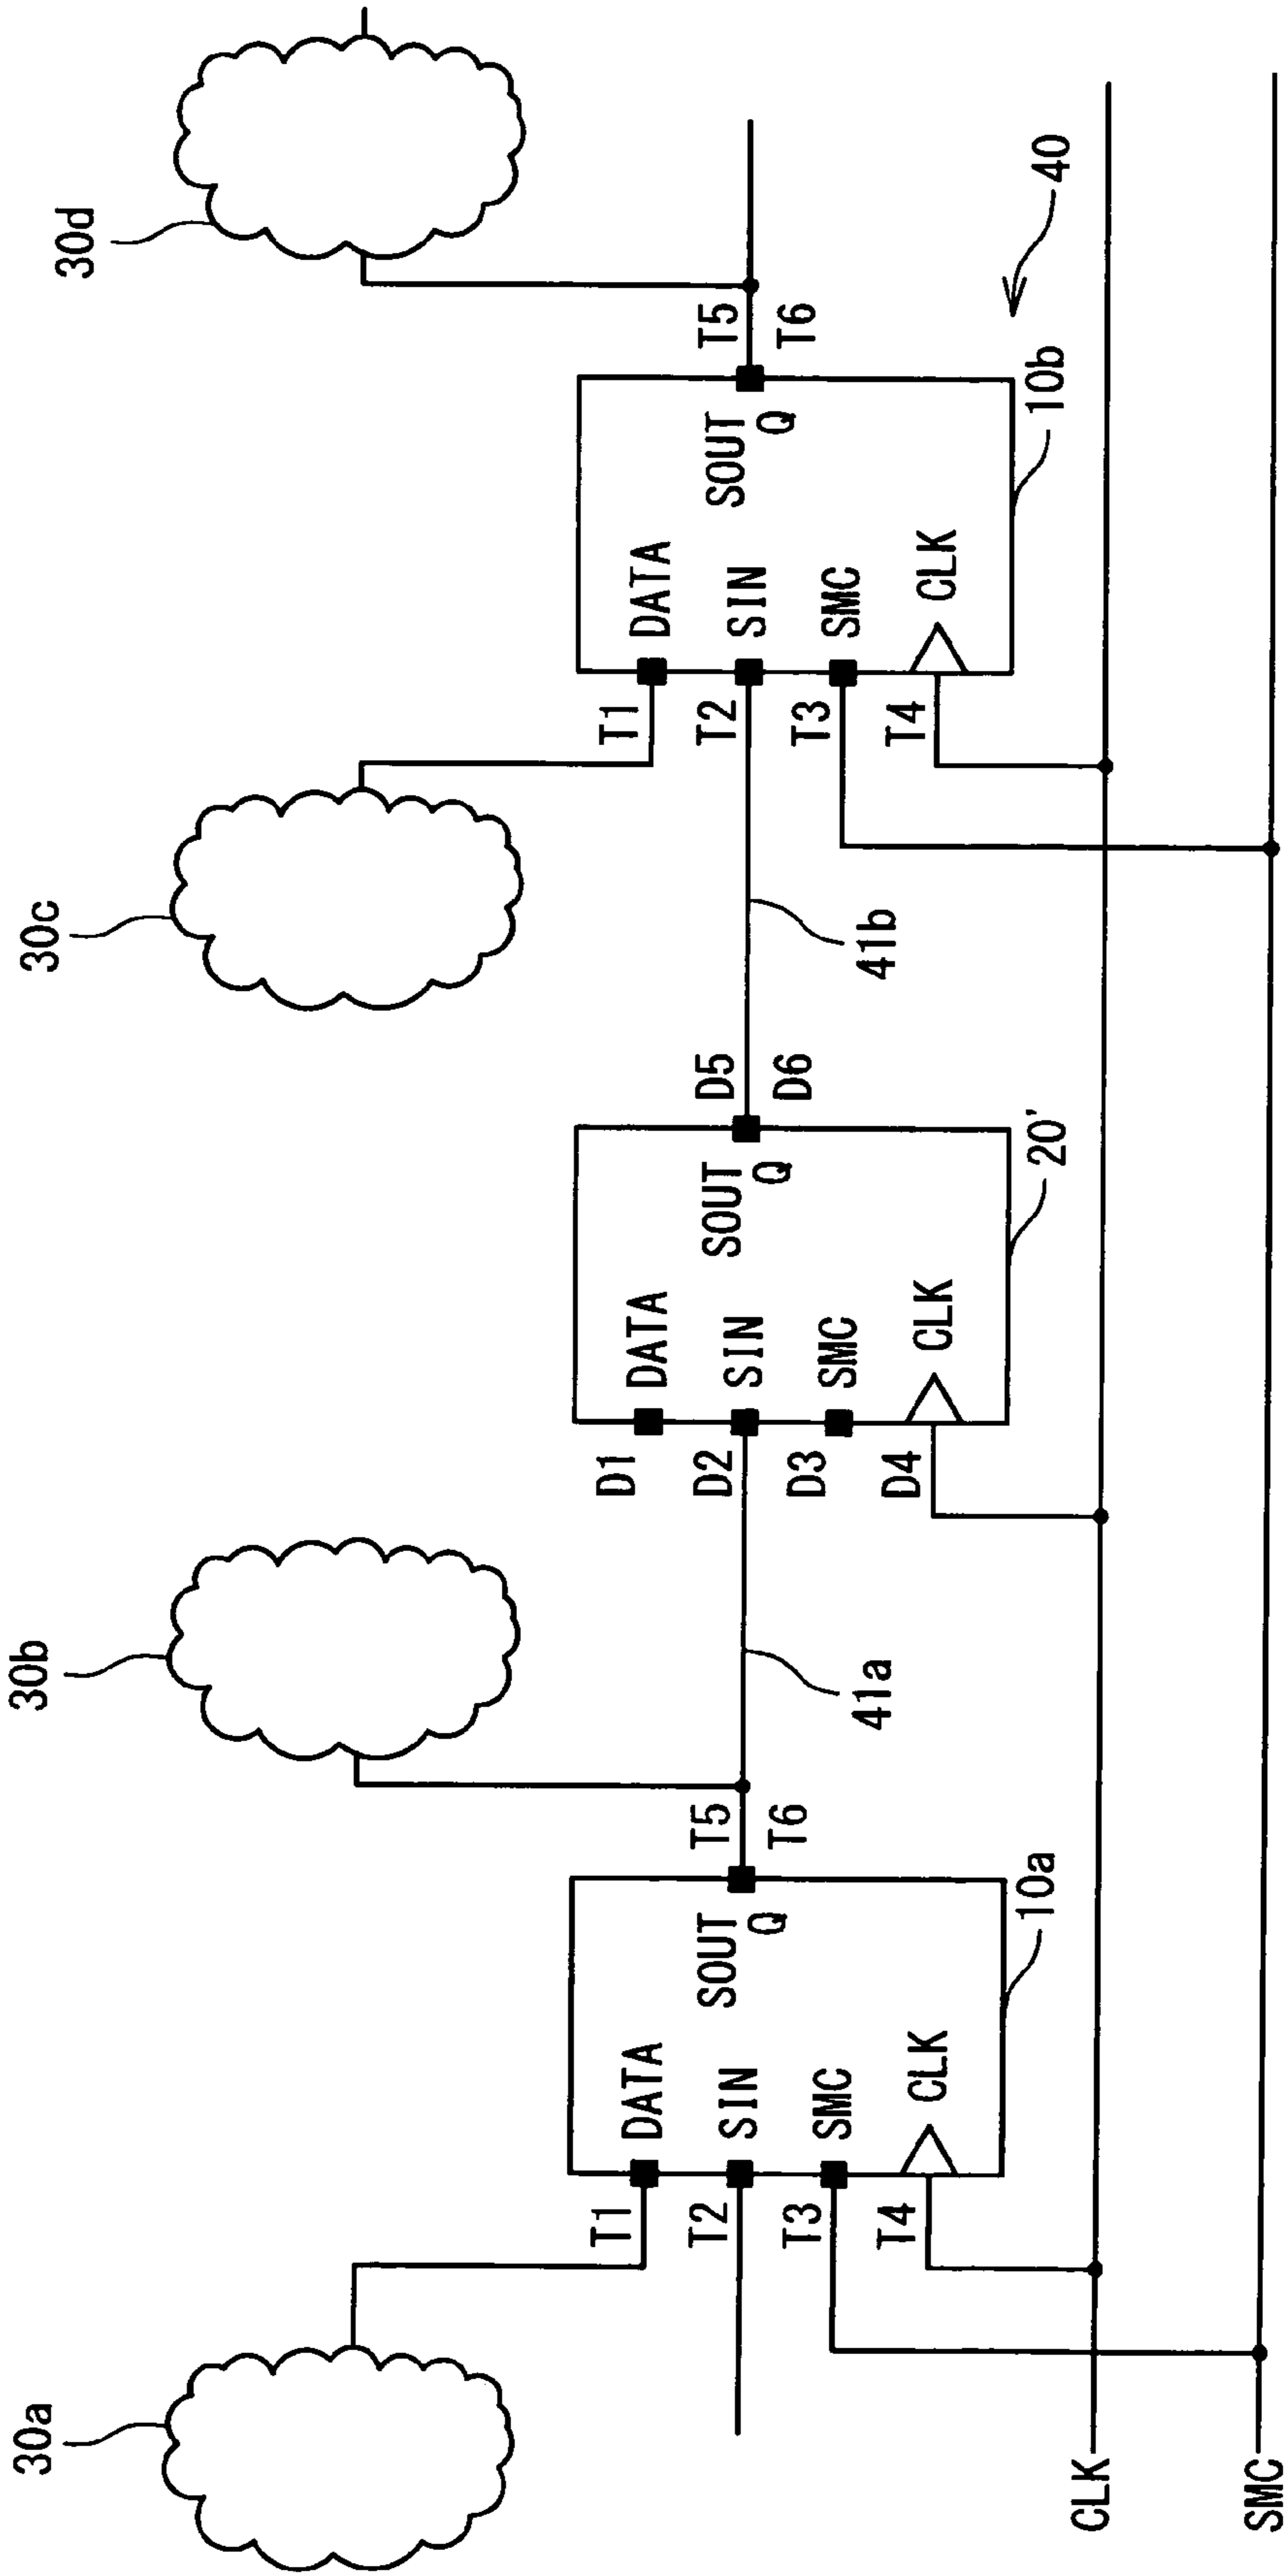 30a
30b
30c
30d
T1
DATA
T2
SIN
T3
SMC
T4
CLK
SOUT
Q
T5
T6
10a
41a
D1
DATA
D2
SIN
D3
SMC
D4
CLK
SOUT
Q
D5
D6
20'
41b
T1
DATA
T2
SIN
T3
SMC
T4
CLK
SOUT
Q
T5
T6
10b
40
CLK
SMC